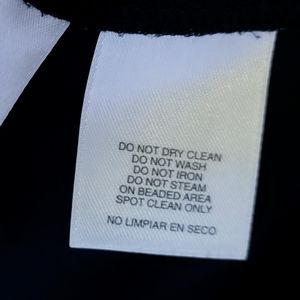 DO NOT DRY CLEAN
DO NOT WASH
DO NOT IRON
DO NOT STEAM
ON BEADED AREA
SPOT CLEAN ONLY
NO LIMPIAR EN SECO